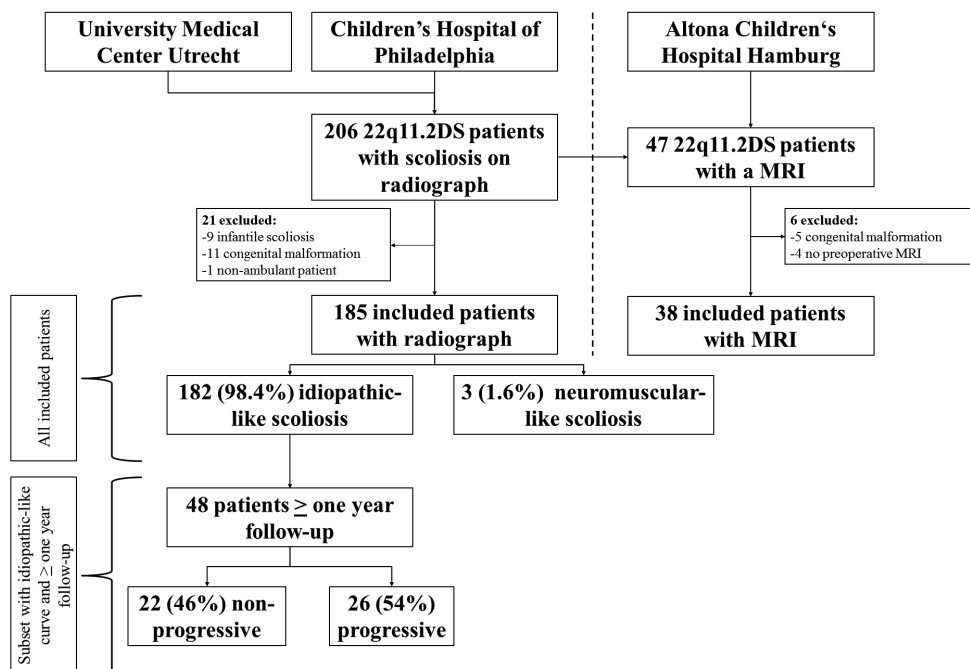 University Medical
Center Utrecht
Children's Hospital of
Philadelphia
Altona Children‘s
Hospital Hamburg
206 22q11.2DS patients
with scoliosis on
radiograph
47 22q11.2DS patients
with a MRI
21 excluded:
-9 infantile scoliosis
-11 congenital malformation
-1 non-ambulant patient
6 excluded:
-5 congenital malformation
-4 no preoperative MRI
185 included patients
with radiograph
38 included patients
with MRI
All included patients
182 (98.4%) idiopathic-
like scoliosis
3 (1.6%) neuromuscular-
like scoliosis
Subset with idiopathic-like
curve and ≥ one year
follow-up
48 patients ≥ one year
follow-up
22 (46%) non-
progressive
26 (54%)
progressive